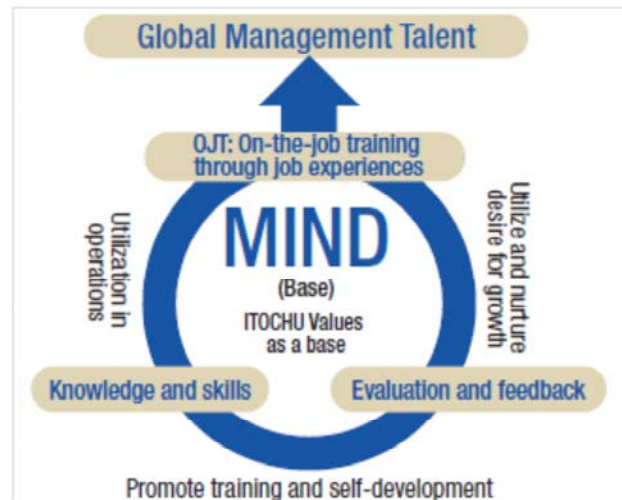 Global Management Talent
OJT: On-the-job training
through job experiences
Utilization in
operations
MIND
(Base)
ITOCHU Values
as a base
Utilize and nurture
desire for growth
Knowledge and skills
Evaluation and feedback
Promote training and self-development